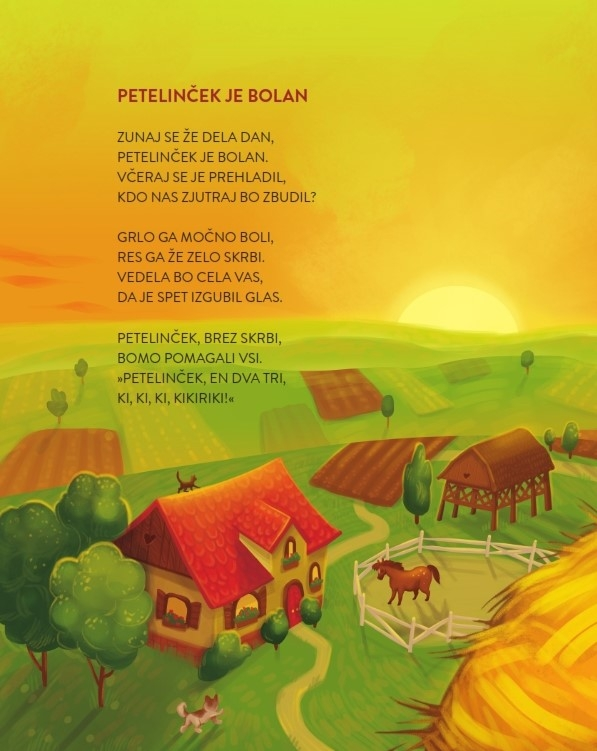 PETELINČEK JE BOLAN
ZUNAJ SE ŽE DELA DAN,
PETELINČEK JE BOLAN.
VČERAJ SE JE PREHLADIL,
KDO NAS ZJUTRAJ BO ZBUDIL?
GRLO GA MOČNO BOLI,
RES GA ŽE ZELO SKRBI.
VEDELA BO CELA VAS,
DA JE SPET IZGUBIL GLAS.
PETELINČEK, BREZ SKRBI,
BOMO POMAGALI VSI.
»PETELINČEK, EN DVA TRI,
KI, KI, KI, KIKIRIKI!«